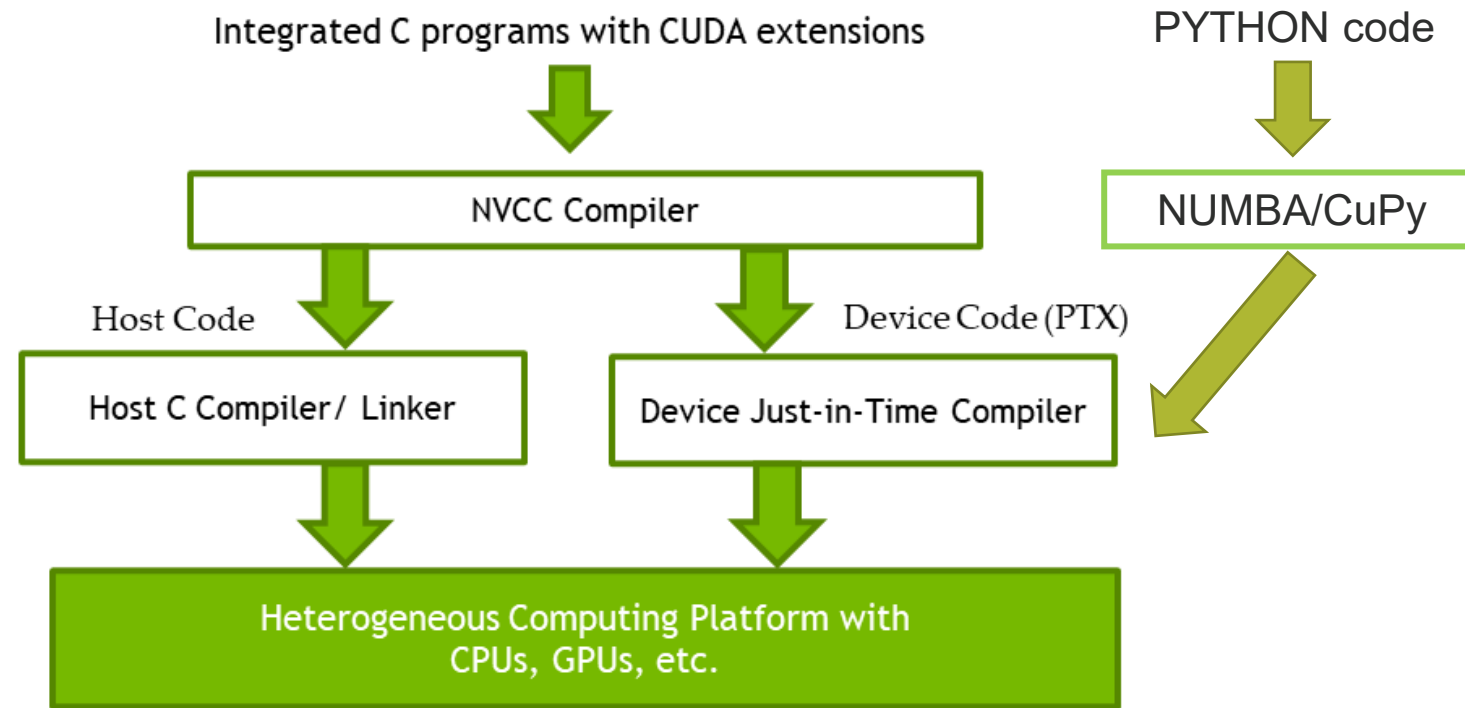 Integrated C programs with CUDA extensions
PYTHON code
NVCC Compiler
NUMBA/CuPy
Host Code
Device Code (PTX)
Host C Compiler/ Linker
Device Just-in-Time Compiler
Heterogeneous Computing Platform with
CPUs, GPUs, etc.